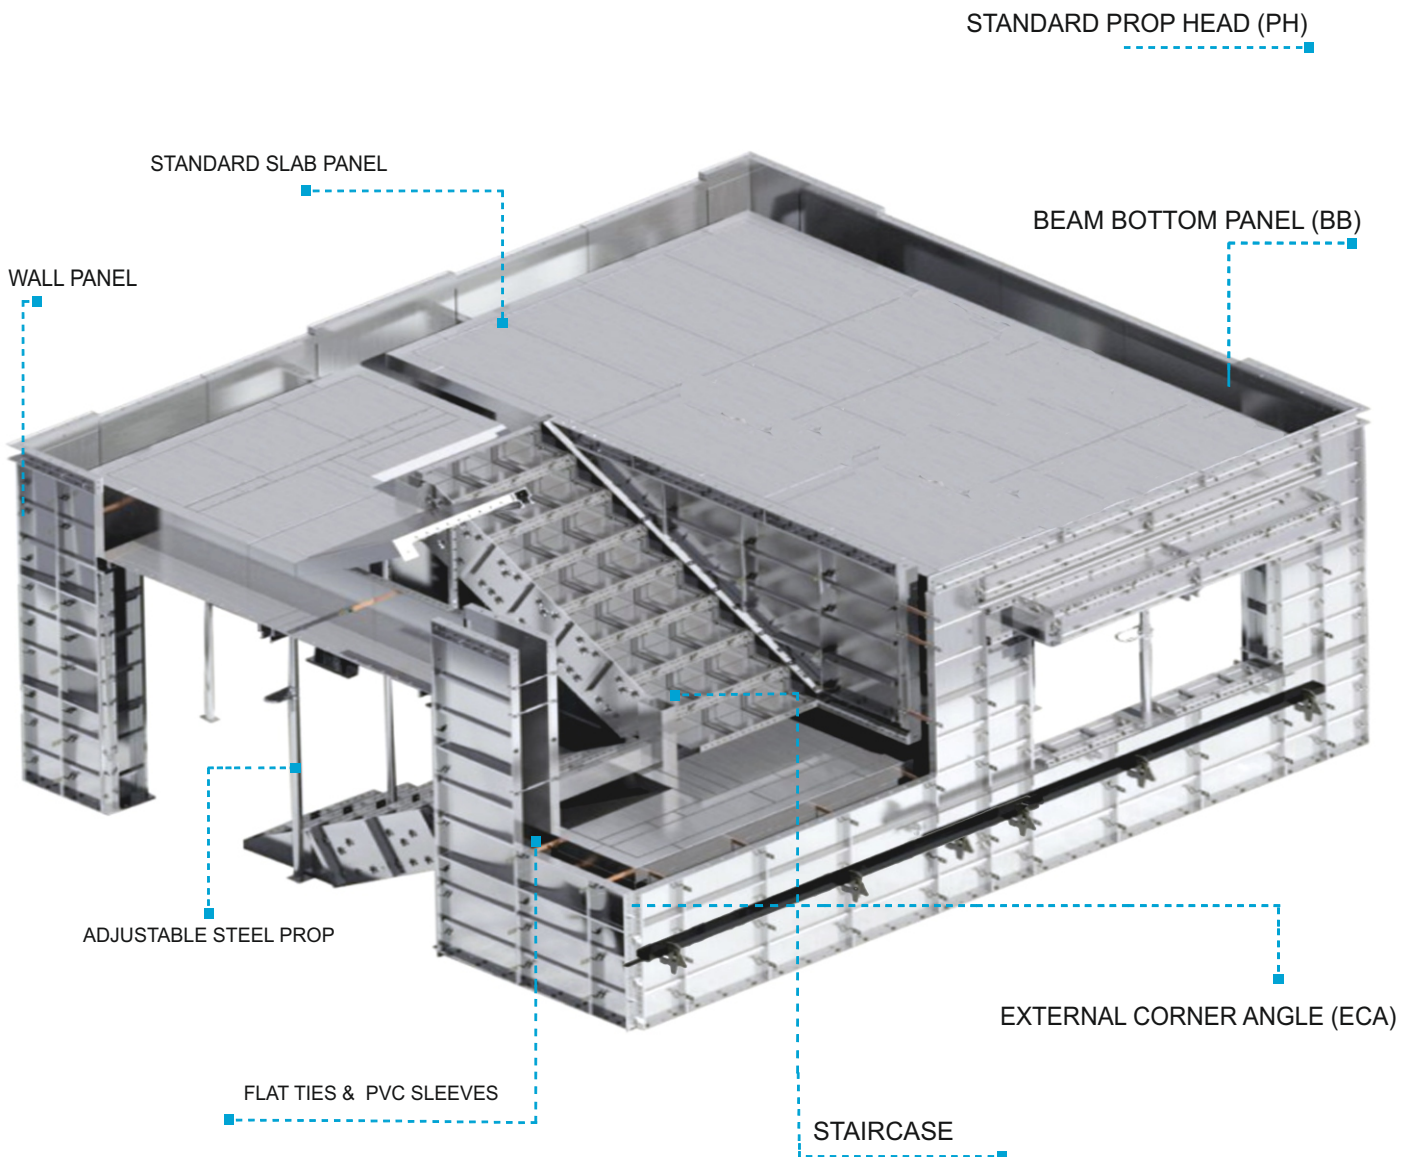 STANDARD PROP HEAD (PH)
STANDARD SLAB PANEL
BEAM BOTTOM PANEL (BB)
WALL PANEL
ADJUSTABLE STEEL PROP
EXTERNAL CORNER ANGLE (ECA)
FLAT TIES & PVC SLEEVES
STAIRCASE